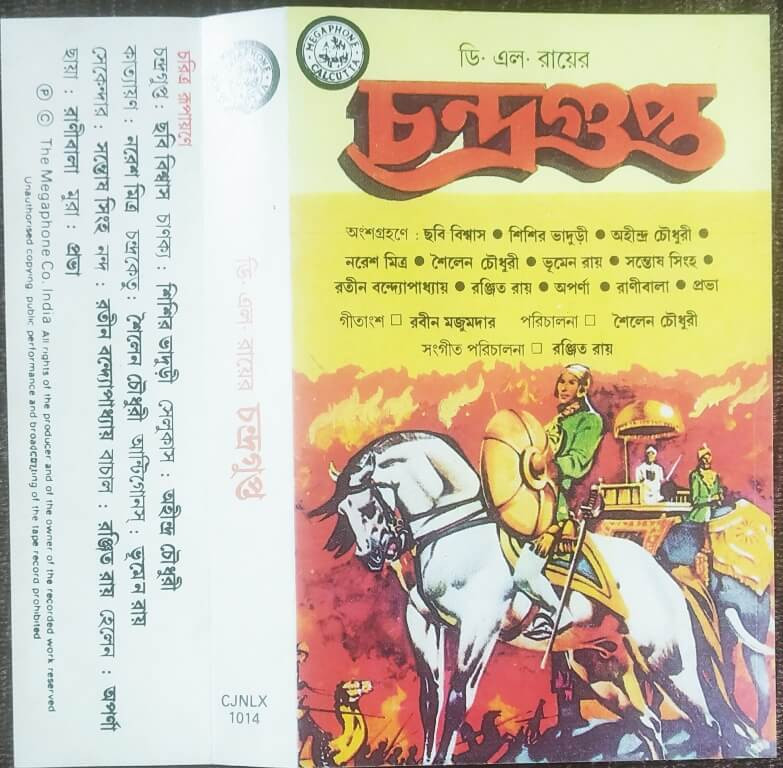 MEGAPHONE
CALCUTTA
ডি· এল· রায়ের
চন্দ্রগুপ্ত
অংশগ্রহণে : ছবি বিশ্বাস ● শিশির ভাদুড়ী ● অহীন্দ্র চৌধুরী ●
নরেশ মিত্র ● শৈলেন চৌধুরী ● ভূমেন রায় ● সন্তোষ সিংহ ●
রতীন বন্দ্যোপাধ্যায় ● রঞ্জিত রায় ● অপর্ণা ● রাণীবালা ● প্রভা
গীতাংশ □ রবীন মজুমদার পরিচালনা □ শৈলেন চৌধুরী
সংগীত পরিচালনা □ রঞ্জিত রায়
MEGAPHONE
CALCUTTA
ডি· এল· রায়ের চন্দ্রগুপ্ত
CJNLX
1014
চরিত্র রূপায়ণে
চন্দ্রগুপ্ত : ছবি বিশ্বাস চাণক্য : শিশির ভাদুড়ী সেলুকাস : অহীন্দ্র চৌধুরী
কাত্যায়ণ : নরেশ মিত্র চন্দ্রকেতু : শৈলেন চৌধুরী আন্টিগোনস্ : ভূমেন রায়
সেকেন্দার : সন্তোষ সিংহ নন্দ : রতীন বন্দ্যোপাধ্যায় বাচাল : রঞ্জিত রায় হেলেন : অপর্ণা
ছায়া : রাণীবালা মুরা : প্রভা
Ⓟ © The Megaphone Co. India All rights of the producer and of the owner of the recorded work reserved
Unauthorised copying, public performance and broadcasting of the tape record prohibited